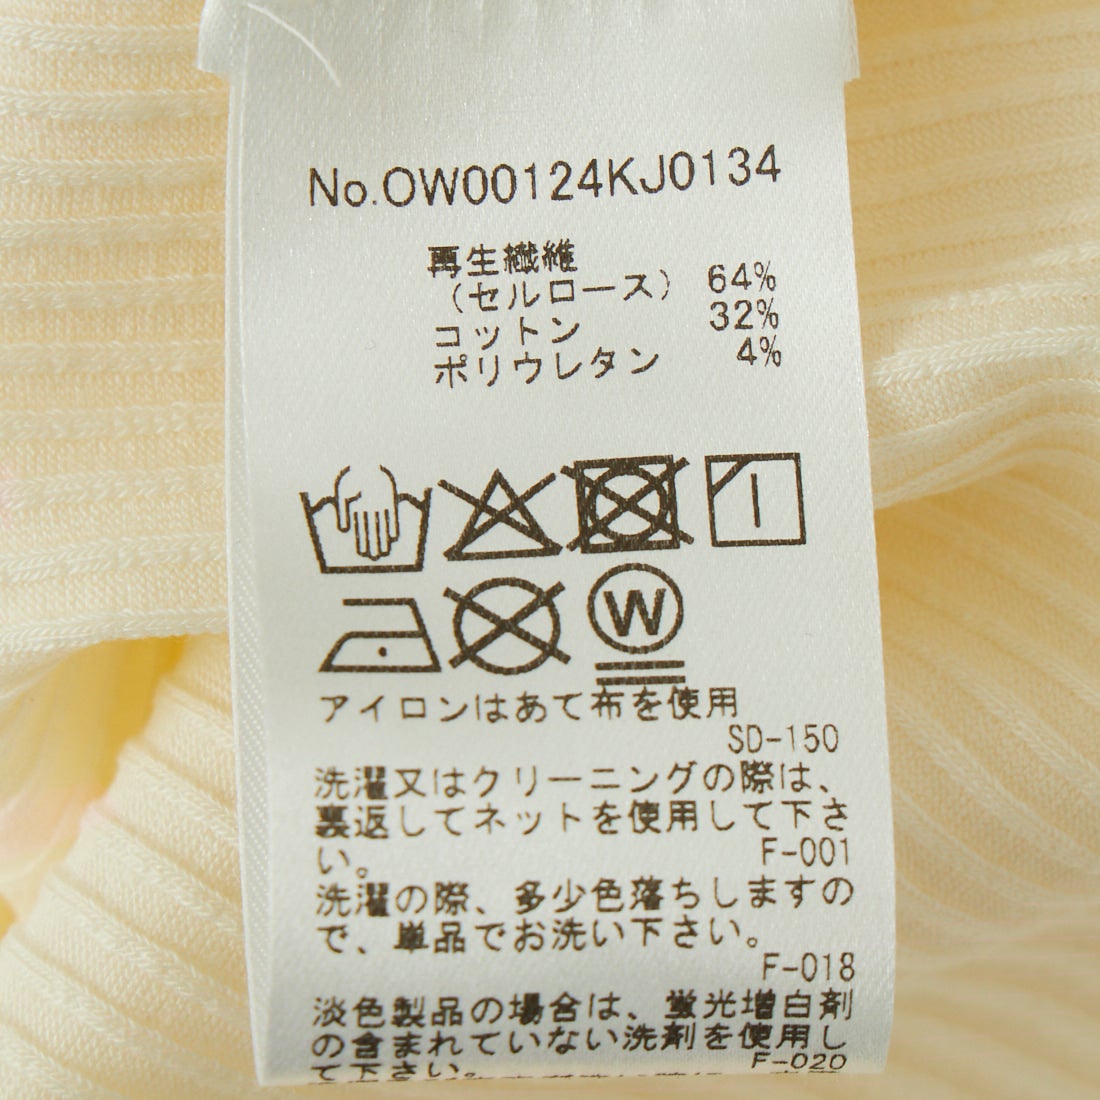 No.OW00124KJ0134
再生繊維
（セルロース） 64%
コットン 32%
ポリウレタン 4%
W
アイロンはあて布を使用
SD-150
洗濯又はクリーニングの際は、
裏返してネットを使用して下さ
い。 F-001
洗濯の際、多少色落ちしますの
で、単品でお洗い下さい。
F-018
淡色製品の場合は、蛍光増白剤
の含まれていない洗剤を使用し
て下さい。 F-020